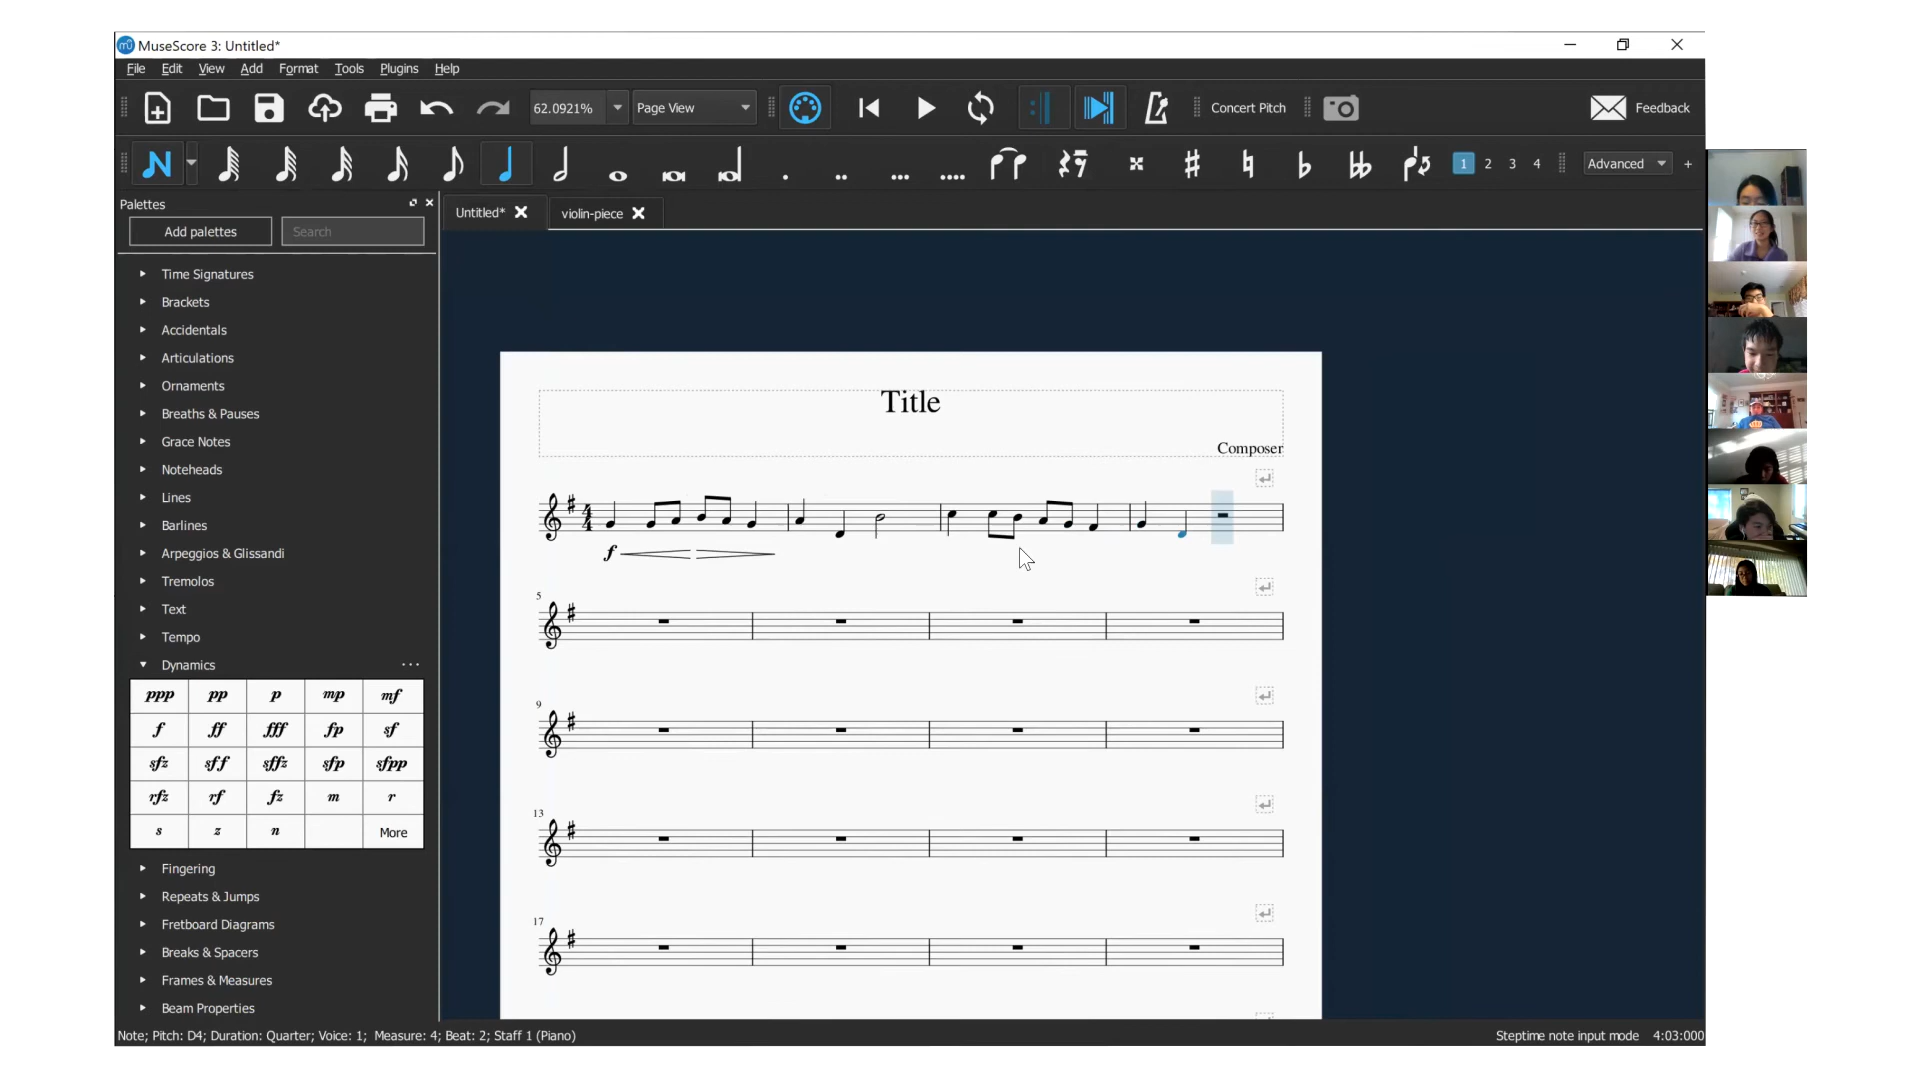 MuseScore 3: Untitled*
File Edit View Add Format Tools Plugins Help
62.0921% Page View Concert Pitch Feedback
1 2 3 4 Advanced +
Palettes
Untitled* violin-piece
Add palettes Search
Time Signatures
Brackets
Accidentals
Articulations
Ornaments
Breaths & Pauses
Grace Notes
Noteheads
Lines
Barlines
Arpeggios & Glissandi
Tremolos
Text
Tempo
Dynamics ...
ppp pp p mp mf
f ff fff fp sf
sfz sff sffz sfp sfpp
rfz rf fz m r
s z n More
Fingering
Repeats & Jumps
Fretboard Diagrams
Breaks & Spacers
Frames & Measures
Beam Properties
Title
Composer
4
4
f
5
9
13
17
Note; Pitch: D4; Duration: Quarter; Voice: 1; Measure: 4; Beat: 2; Staff 1 (Piano) Steptime note input mode 4:03:000